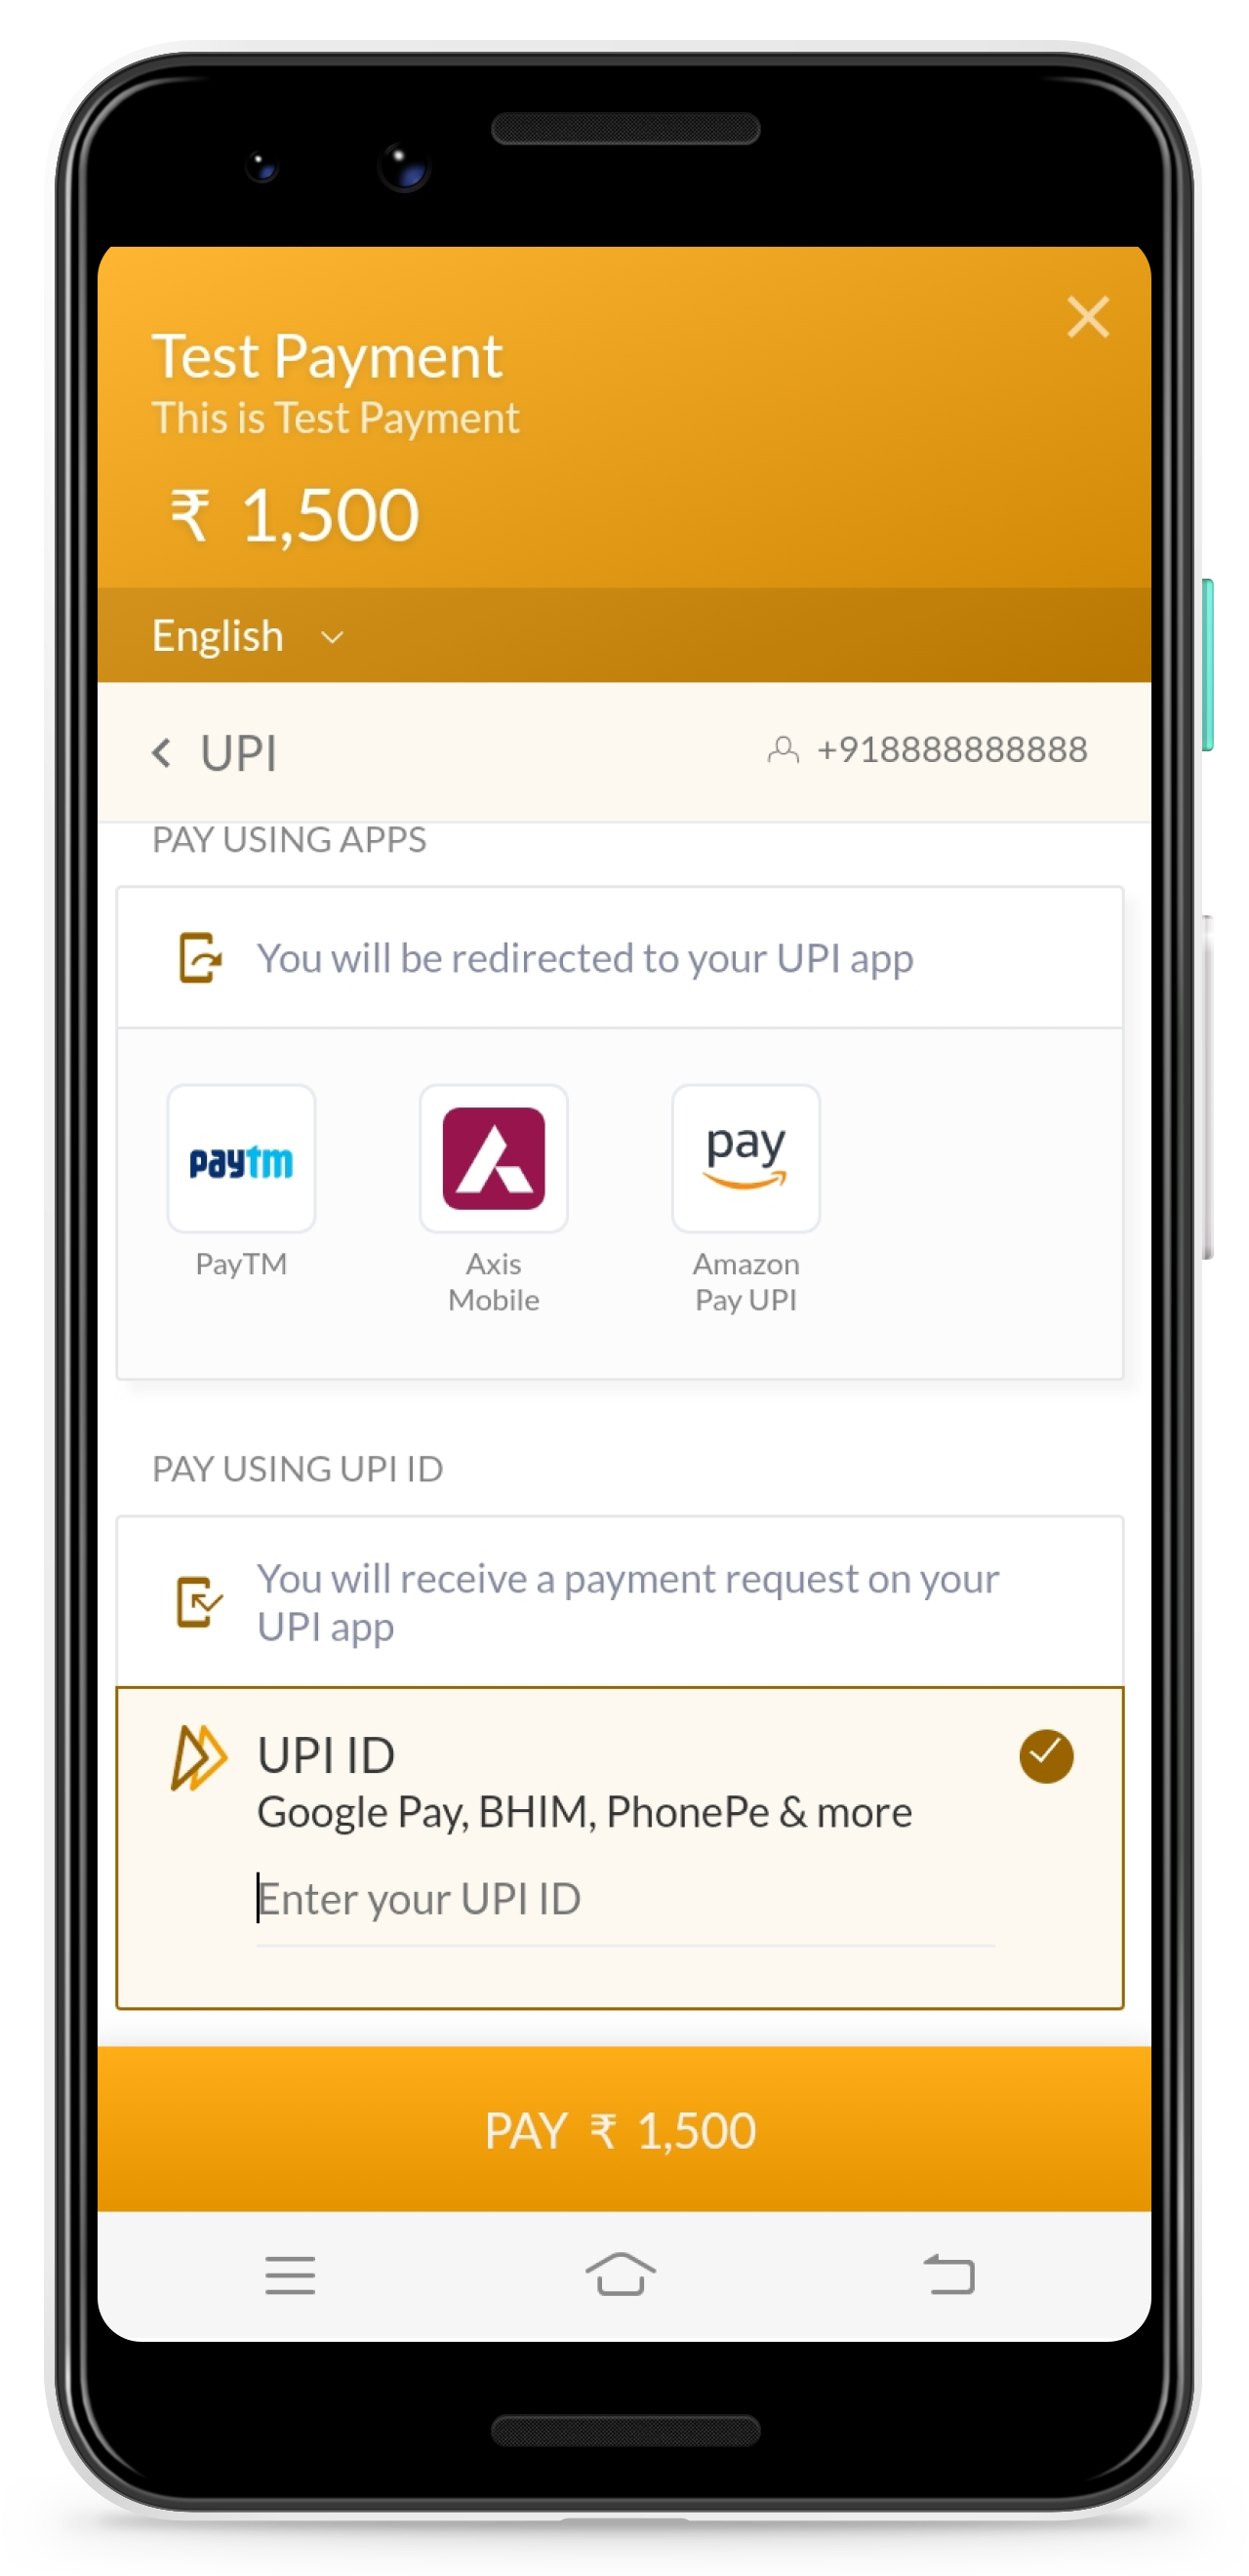 Test Payment
This is Test Payment
₹ 1,500
English
UPI
+918888888888
PAY USING APPS
You will be redirected to your UPI app
paytm
pay
PayTM
Axis
Mobile
Amazon
Pay UPI
PAY USING UPI ID
You will receive a payment request on your
UPI app
UPI ID
Google Pay, BHIM, PhonePe & more
Enter your UPI ID
PAY ₹ 1,500